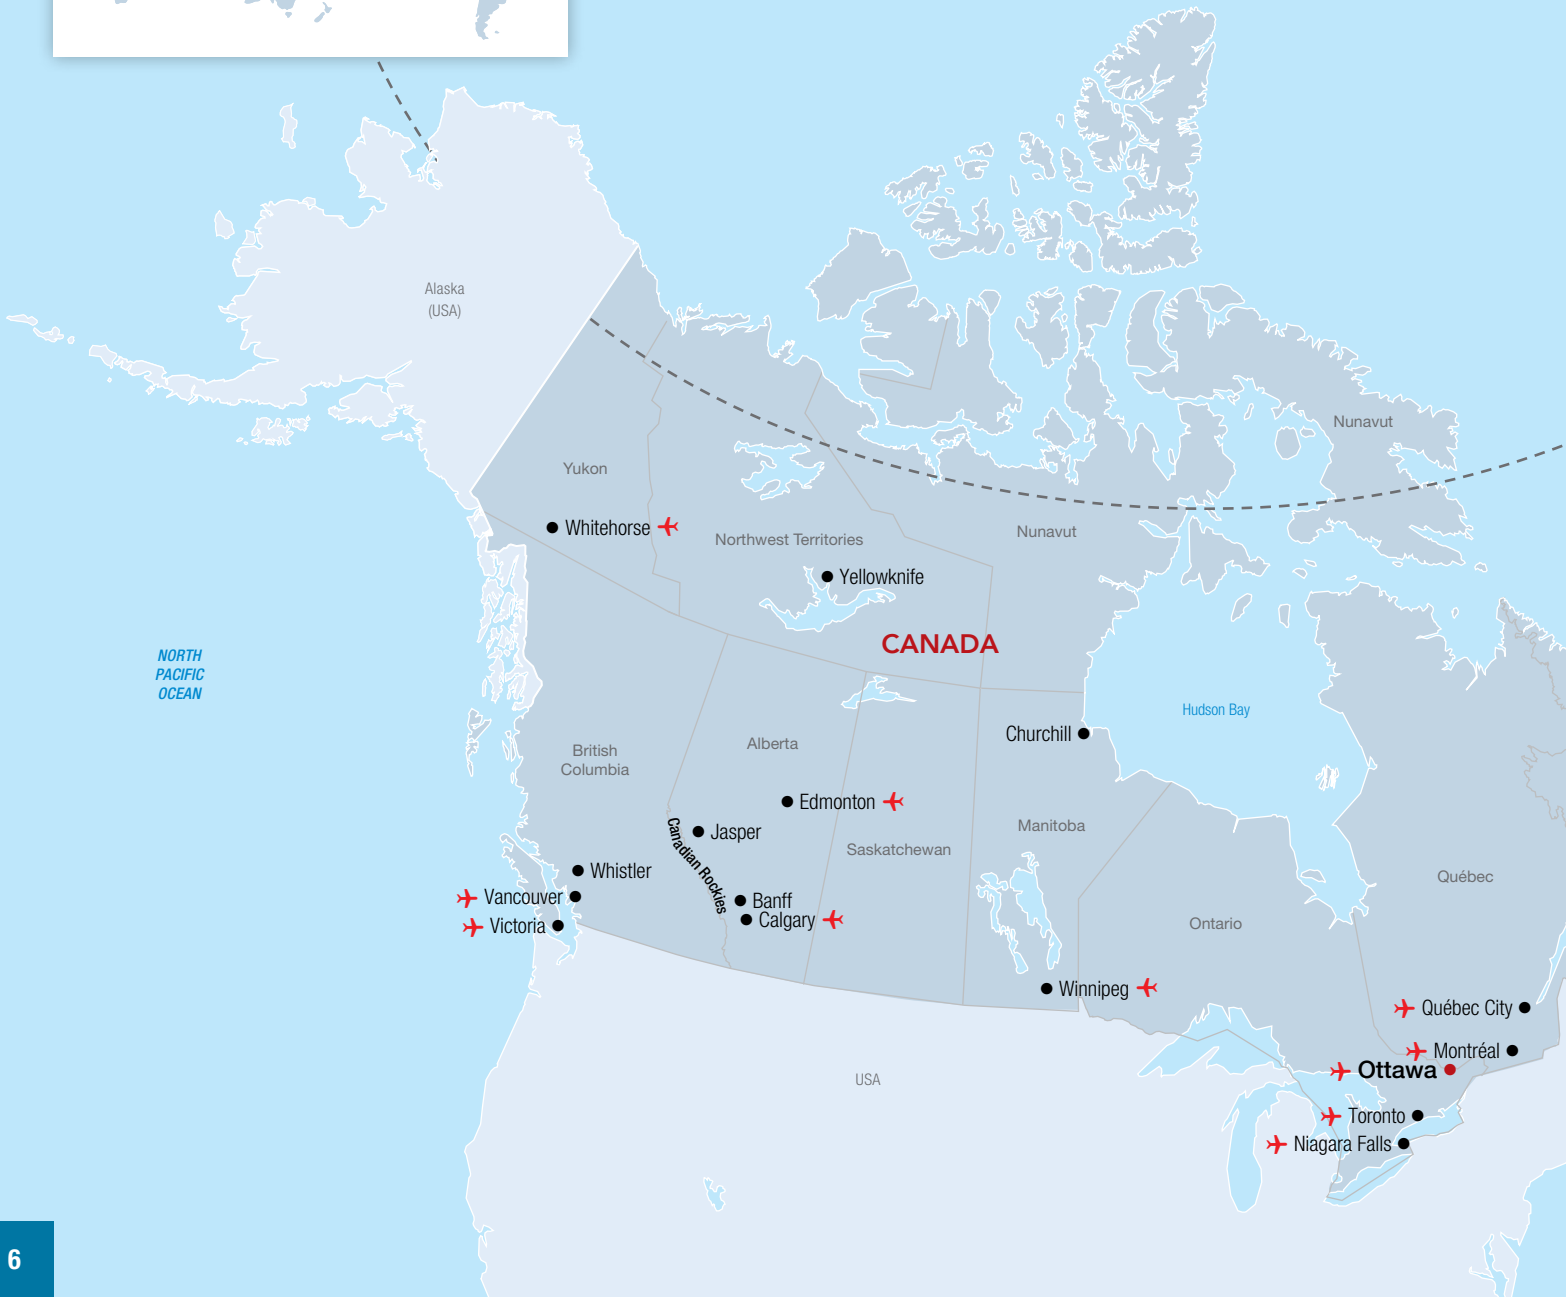 Alaska
(USA)
Nunavut
Yukon
Whitehorse
Northwest Territories
Nunavut
Yellowknife
CANADA
NORTH
PACIFIC
OCEAN
Hudson Bay
Churchill
British
Columbia
Alberta
Edmonton
Jasper
Canadian Rockies
Manitoba
Saskatchewan
Whistler
Vancouver
Victoria
Banff
Calgary
Québec
Ontario
Winnipeg
Québec City
Montréal
Ottawa
USA
Toronto
Niagara Falls
6